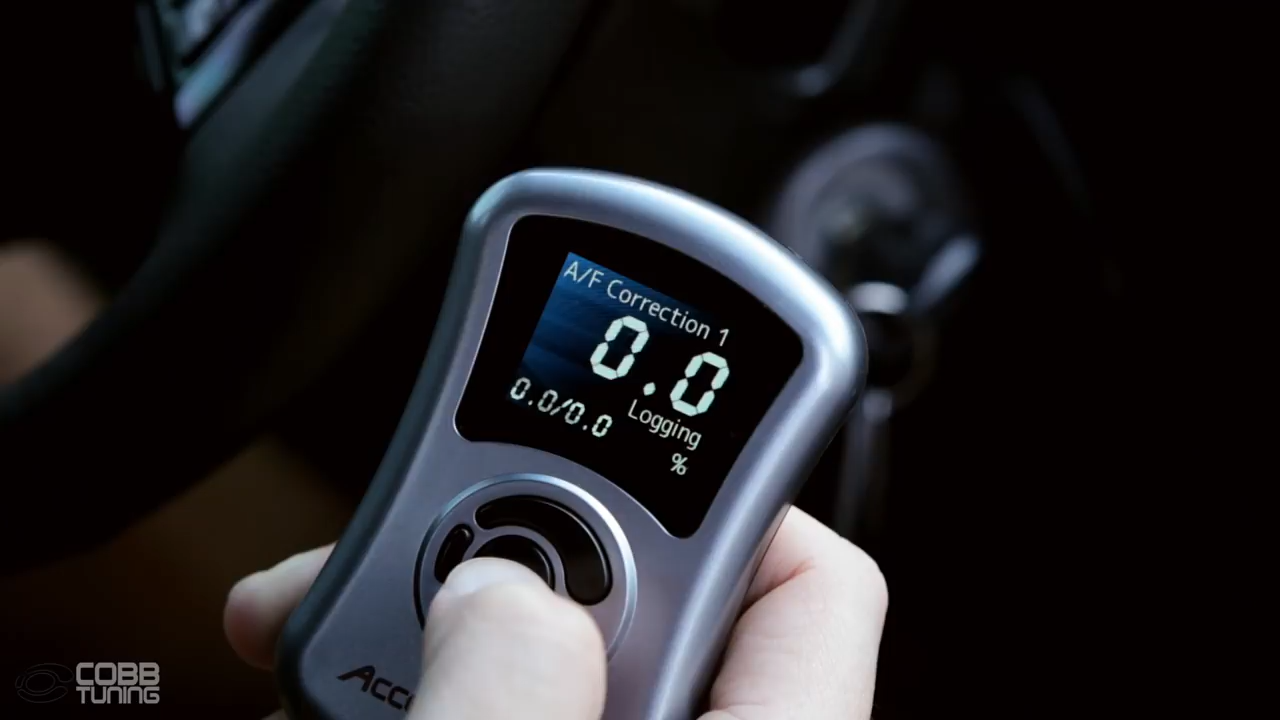 A/F Correction 1
0.0
0.0/0.0
Logging
%
COBB
TUNING